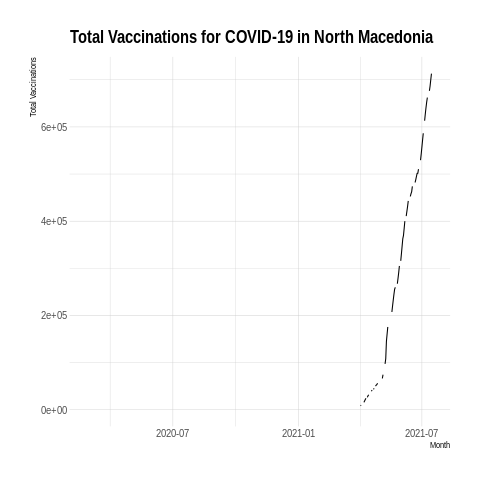 Total Vaccinations for COVID-19 in North Macedonia
Total Vaccinations
6e+05
4e+05
2e+05
0e+00
2020-07 2021-01 2021-07
Month